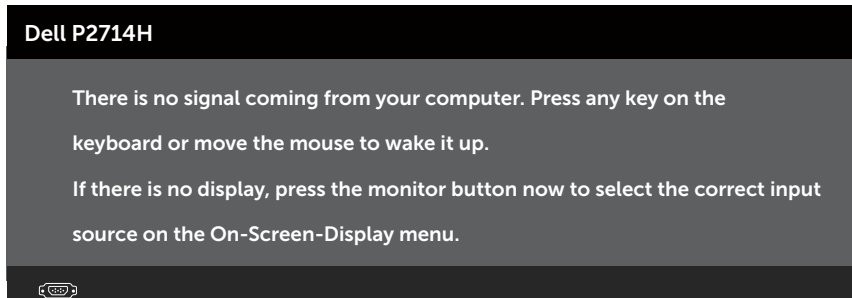 Dell P2714H
There is no signal coming from your computer. Press any key on the
keyboard or move the mouse to wake it up.
If there is no display, press the monitor button now to select the correct input
source on the On-Screen-Display menu.